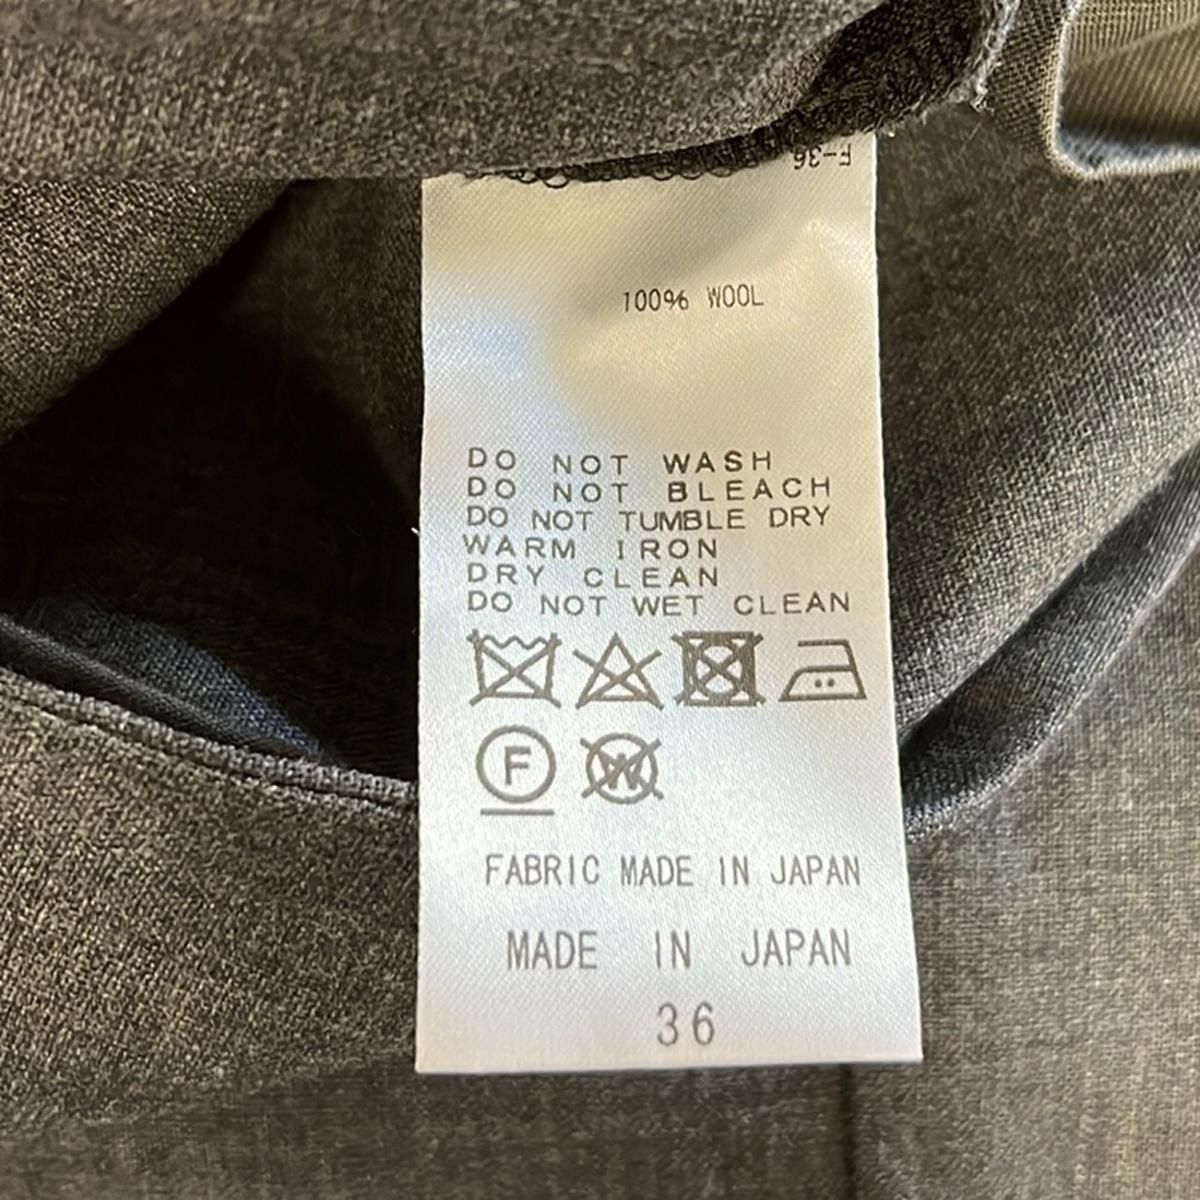 F-36
100% WOOL
DO NOT WASH
DO NOT BLEACH
DO NOT TUMBLE DRY
WARM IRON
DRY CLEAN
DO NOT WET CLEAN
F W
FABRIC MADE IN JAPAN
MADE IN JAPAN
36